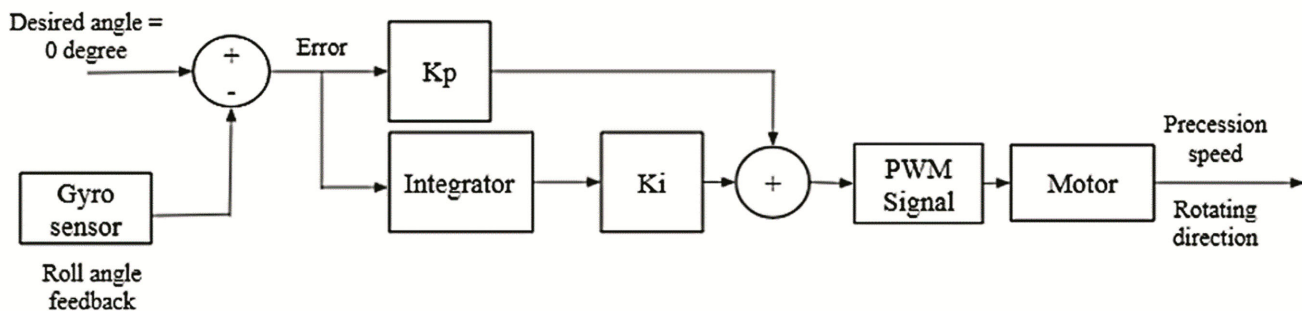 Desired angle =
0 degree
+
-
Error
Kp
Integrator
Ki
+
PWM
Signal
Motor
Precession
speed
Rotating
direction
Gyro
sensor
Roll angle
feedback